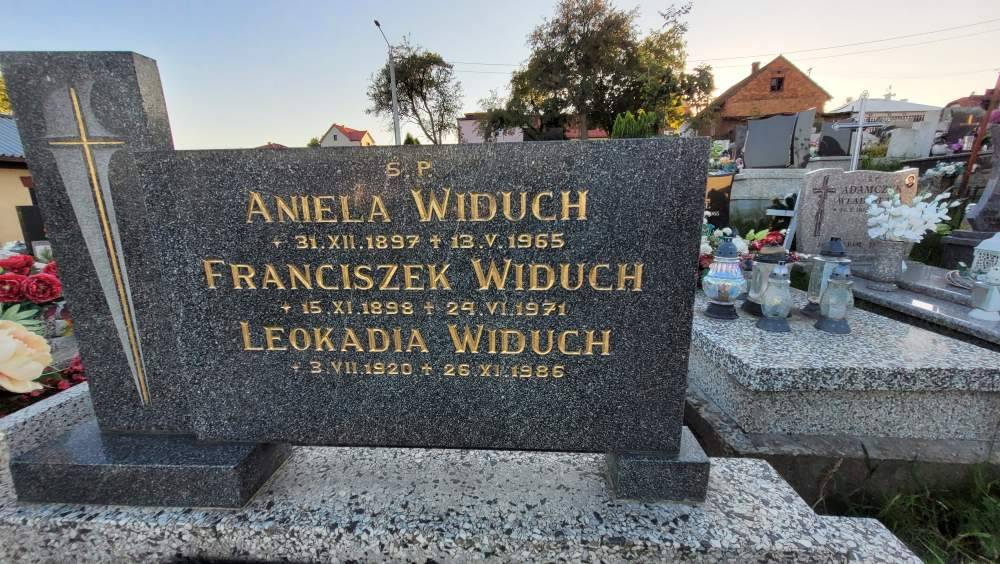 Ś.P.
ANIELA WIDUCH
+ 31.XII.1897 + 13.V.1965
FRANCISZEK WIDUCH
+ 15.XI.1898 + 29.VI.1971
LEOKADIA WIDUCH
+ 3.VII.1920 + 26.XI.1986